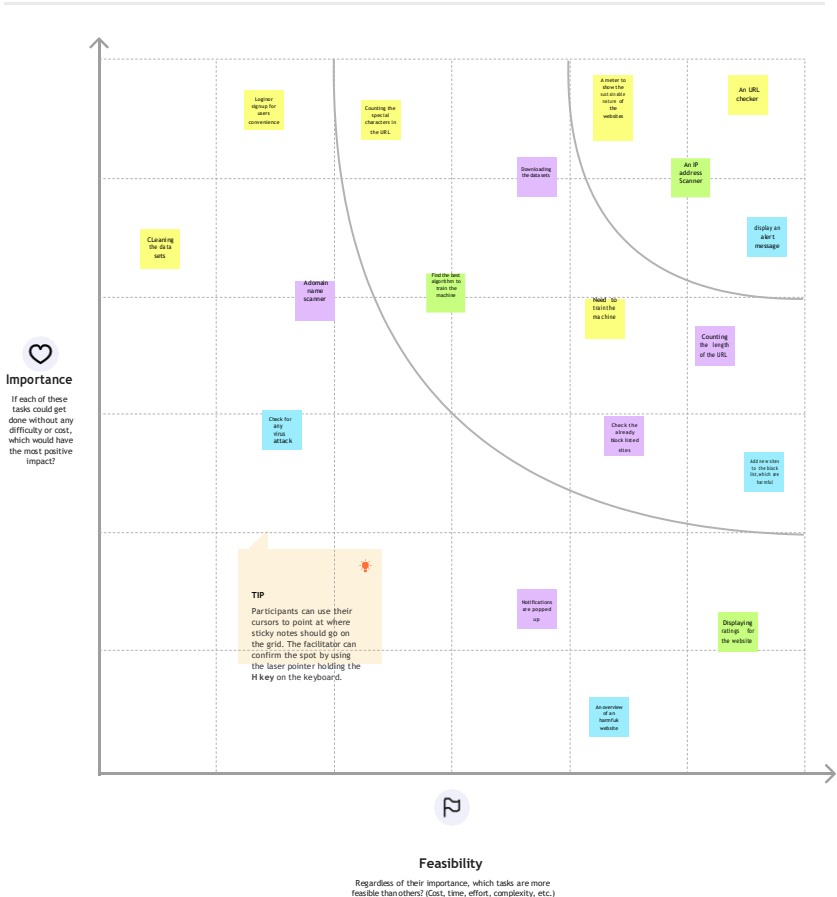 Login or
signup for
users
convenience
Counting the
special
characters in
the URL
A meter to
show the
sustainable
nature of
the
websites
An URL
checker
Downloading
the data sets
An IP
address
Scanner
CLeaning
the data
sets
display an
alert
message
A domain
name
scanner
Find the best
algorithm to
train the
machine
Need to
train the
machine
Counting
the length
of the URL
Importance
If each of these
tasks could get
done without any
difficulty or cost,
which would have
the most positive
impact?
Check for
any
virus
attack
Check the
already
block listed
sites
Add new sites
to the block
list, which are
harmful
TIP
Participants can use their
cursors to point at where
sticky notes should go on
the grid. The facilitator can
confirm the spot by using
the laser pointer holding the
H key on the keyboard.
Notifications
are popped
up
Displaying
ratings for
the website
An overview
of an
harmfuk
website
Feasibility
Regardless of their importance, which tasks are more
feasible than others? (Cost, time, effort, complexity, etc.)